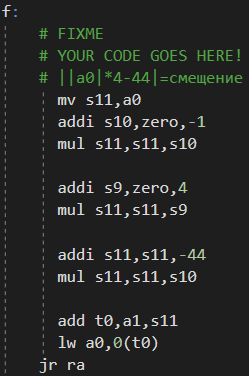 f:
# FIXME
# YOUR CODE GOES HERE!
# ||a0|*4-44|=смещение
mv s11,a0
addi s10,zero,-1
mul s11,s11,s10
addi s9,zero,4
mul s11,s11,s9
addi s11,s11,-44
mul s11,s11,s10
add t0,a1,s11
lw a0,0(t0)
jr ra